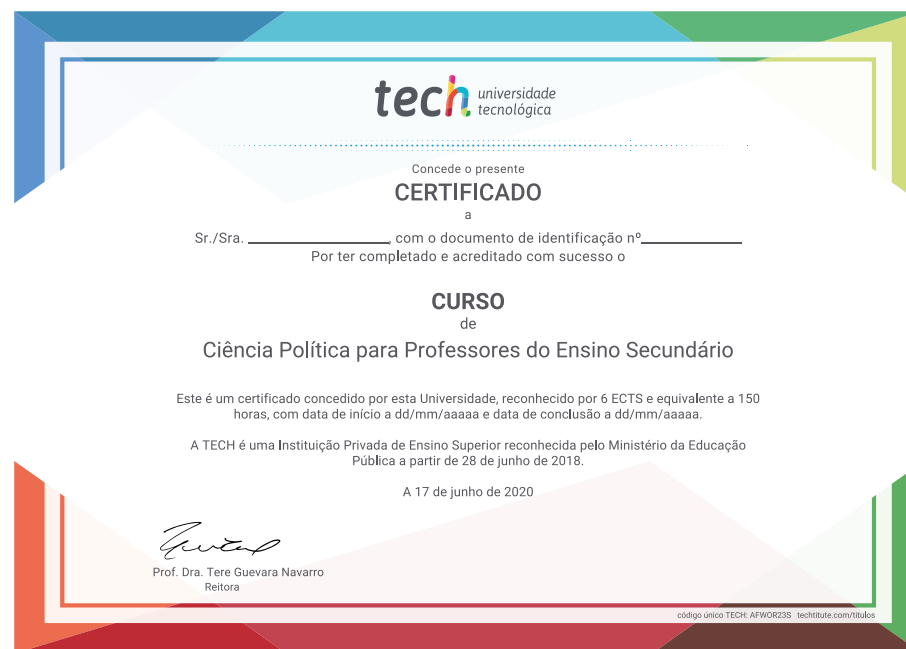 tech universidade
tecnológica
Concede o presente
CERTIFICADO
a
Sr./Sra. ____________, com o documento de identificação nº____________
Por ter completado e acreditado com sucesso o
CURSO
de
Ciência Política para Professores do Ensino Secundário
Este é um certificado concedido por esta Universidade, reconhecido por 6 ECTS e equivalente a 150
horas, com data de início a dd/mm/aaaaa e data de conclusão a dd/mm/aaaaa.
A TECH é uma Instituição Privada de Ensino Superior reconhecida pelo Ministério da Educação
Pública a partir de 28 de junho de 2018.
A 17 de junho de 2020
Prof. Dra. Tere Guevara Navarro
Reitora
código único TECH: AFWOR23S techtitute.com/titulos